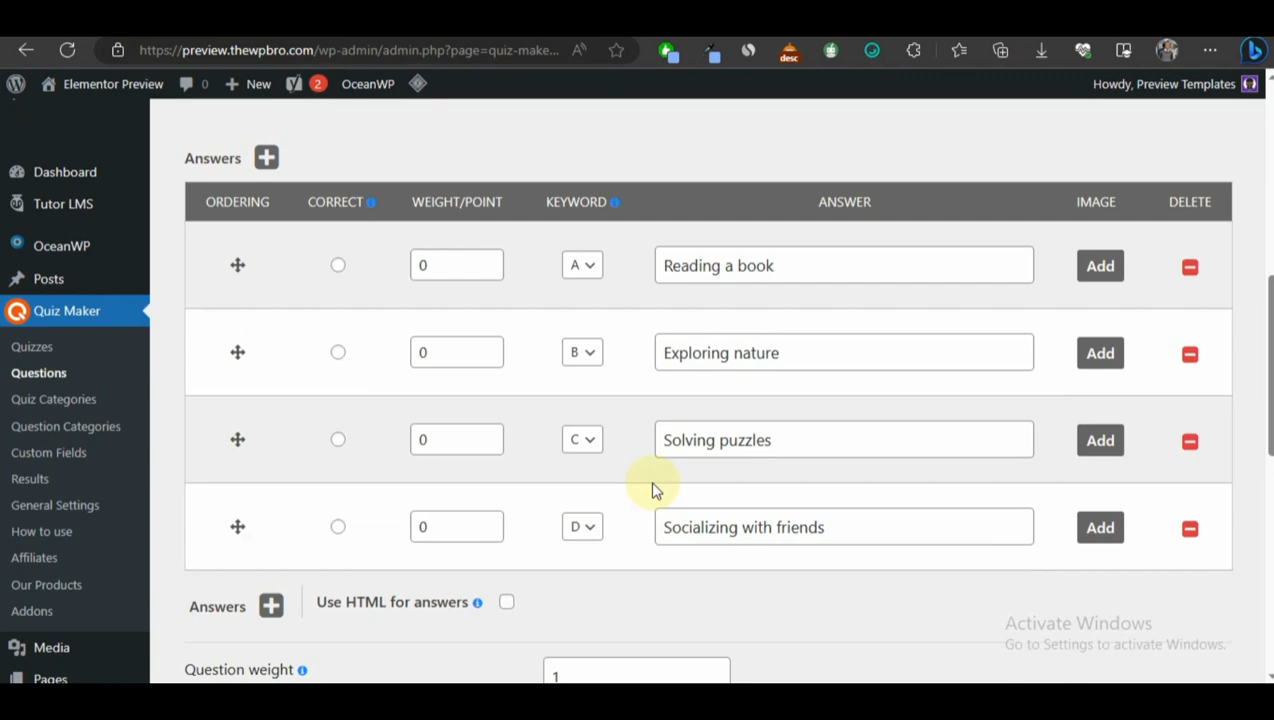 https://preview.thewpbro.com/wp-admin/admin.php?page=quiz-make...
desc
Elementor Preview 0 New 2 OceanWP Howdy, Preview Templates
Dashboard
Tutor LMS
OceanWP
Posts
Quiz Maker
Quizzes
Questions
Quiz Categories
Question Categories
Custom Fields
Results
General Settings
How to use
Affiliates
Our Products
Addons
Media
Pages
Answers
ORDERING CORRECT WEIGHT/POINT KEYWORD ANSWER IMAGE DELETE
0 A Reading a book Add
0 B Exploring nature Add
0 C Solving puzzles Add
0 D Socializing with friends Add
Answers Use HTML for answers
Question weight 1
Activate Windows
Go to Settings to activate Windows.